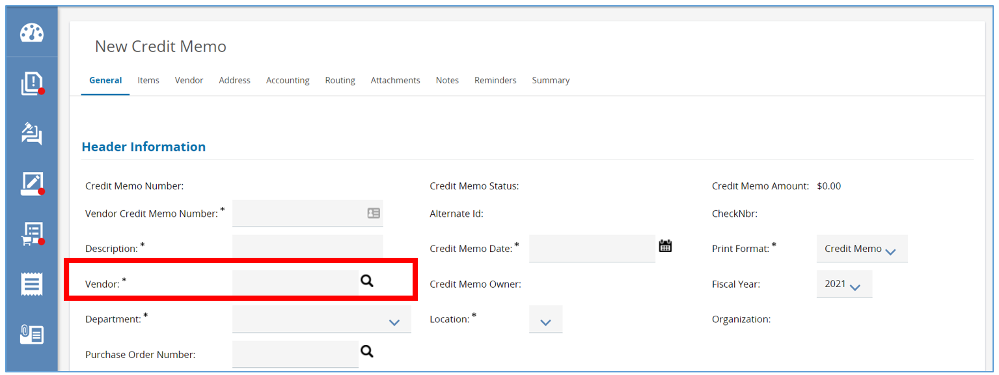 New Credit Memo
General Items Vendor Address Accounting Routing Attachments Notes Reminders Summary
Header Information
Credit Memo Number: Credit Memo Status: Credit Memo Amount: $0.00
Vendor Credit Memo Number: * Alternate Id: CheckNbr:
Description: * Credit Memo Date: * Print Format: * Credit Memo
Vendor: * Credit Memo Owner: Fiscal Year: 2021
Department: * Location: * Organization:
Purchase Order Number: